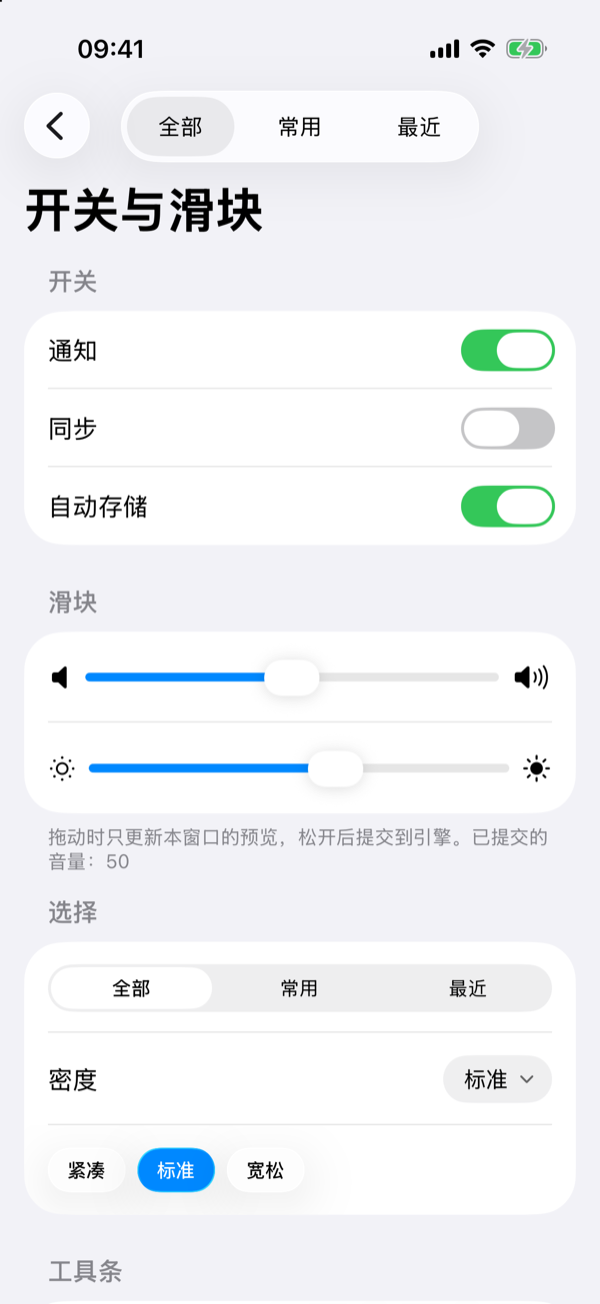 09:41
全部
常用
最近
开关与滑块
开关
通知
同步
自动存储
滑块
拖动时只更新本窗口的预览，松开后提交到引擎。已提交的
音量：50
选择
全部
常用
最近
密度
标准
紧凑
标准
宽松
工具条